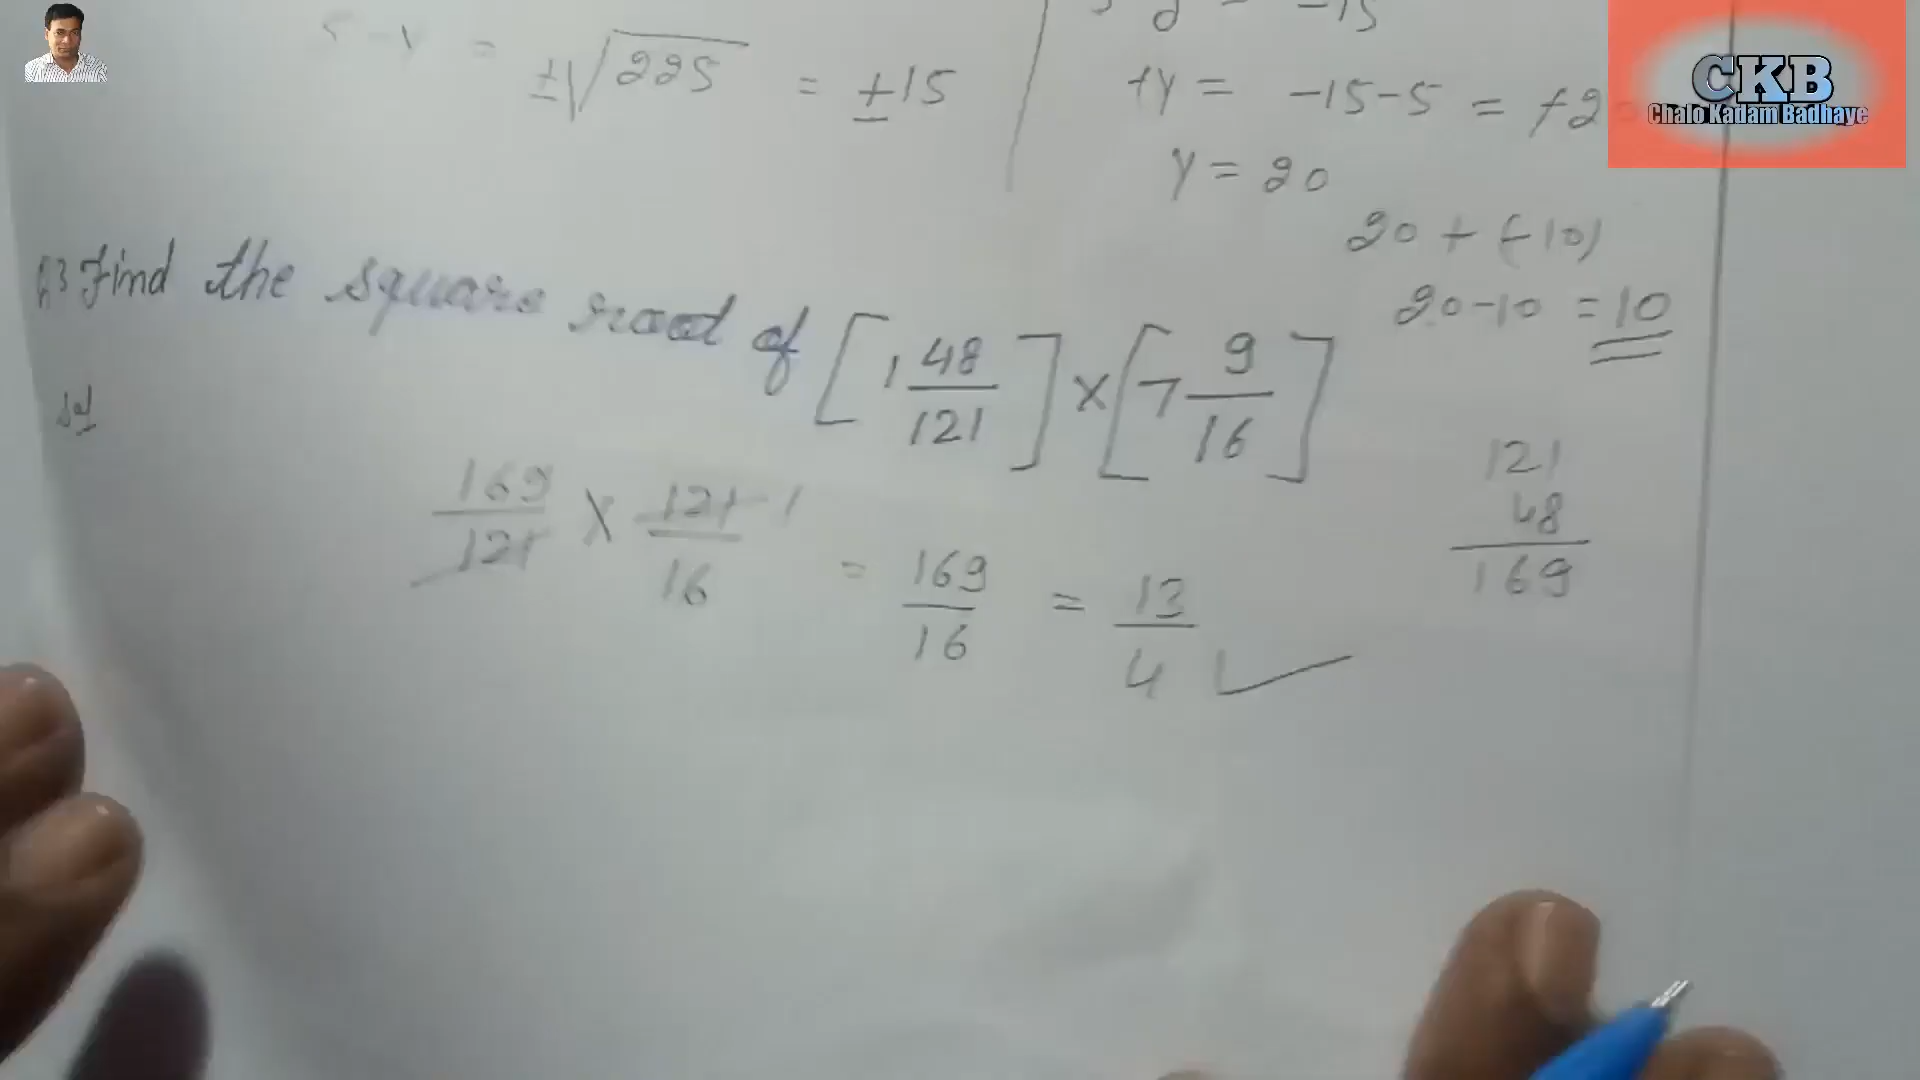 = ±√225 = ±15
= -15
+y = -15-5 = +20
y = 20
20 + (-10)
20-10 = 10
CKB
Chalo Kadam Badhaye
Find the square root of [1 48/121] × [7 9/16]
Sol
169/121 × 121/16 1 = 169/16 = 13/4 ✓
121
48
169